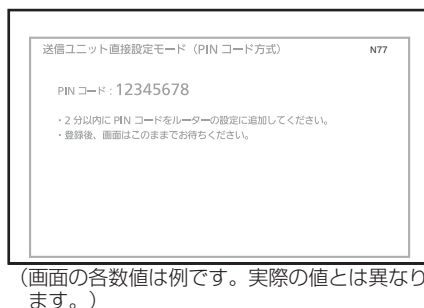 送信ユニット直接設定モード（PIN コード方式） N77
PIN コード : 12345678
・2 分以内に PIN コードをルーターの設定に追加してください。
・登録後、画面はこのままでお待ちください。
（画面の各数値は例です。実際の値とは異なり
ます。）